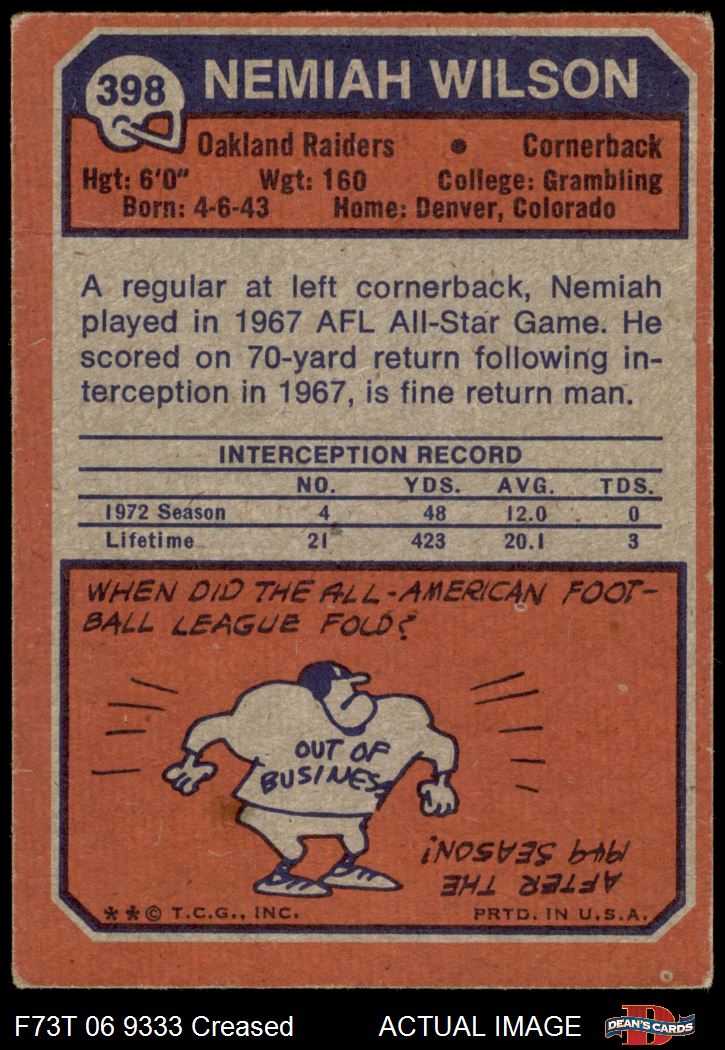 398
NEMIAH WILSON
Oakland Raiders • Cornerback
Hgt: 6'0" Wgt: 160 College: Grambling
Born: 4-6-43 Home: Denver, Colorado
A regular at left cornerback, Nemiah
played in 1967 AFL All-Star Game. He
scored on 70-yard return following in-
terception in 1967, is fine return man.
INTERCEPTION RECORD
NO. YDS. AVG. TDS.
1972 Season 4 48 12.0 0
Lifetime 21 423 20.1 3
WHEN DID THE ALL-AMERICAN FOOT-
BALL LEAGUE FOLD?
OUT OF
BUSINESS
AFTER THE
1949 SEASON!
** © T.C.G., INC. PRTD. IN U.S.A.
F73T 06 9333 Creased ACTUAL IMAGE
D
DEAN'S CARDS